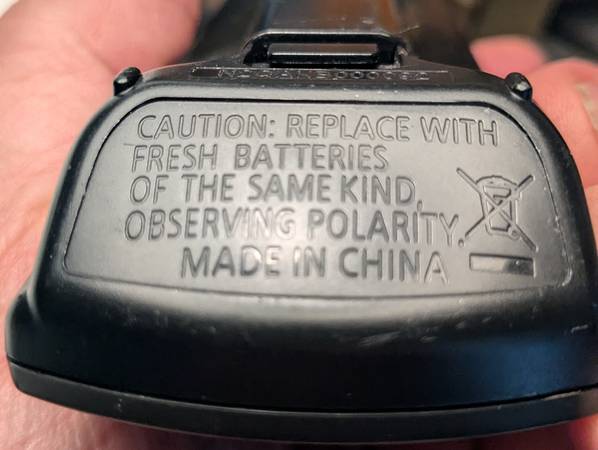 CAUTION: REPLACE WITH
FRESH BATTERIES
OF THE SAME KIND,
OBSERVING POLARITY.
MADE IN CHINA